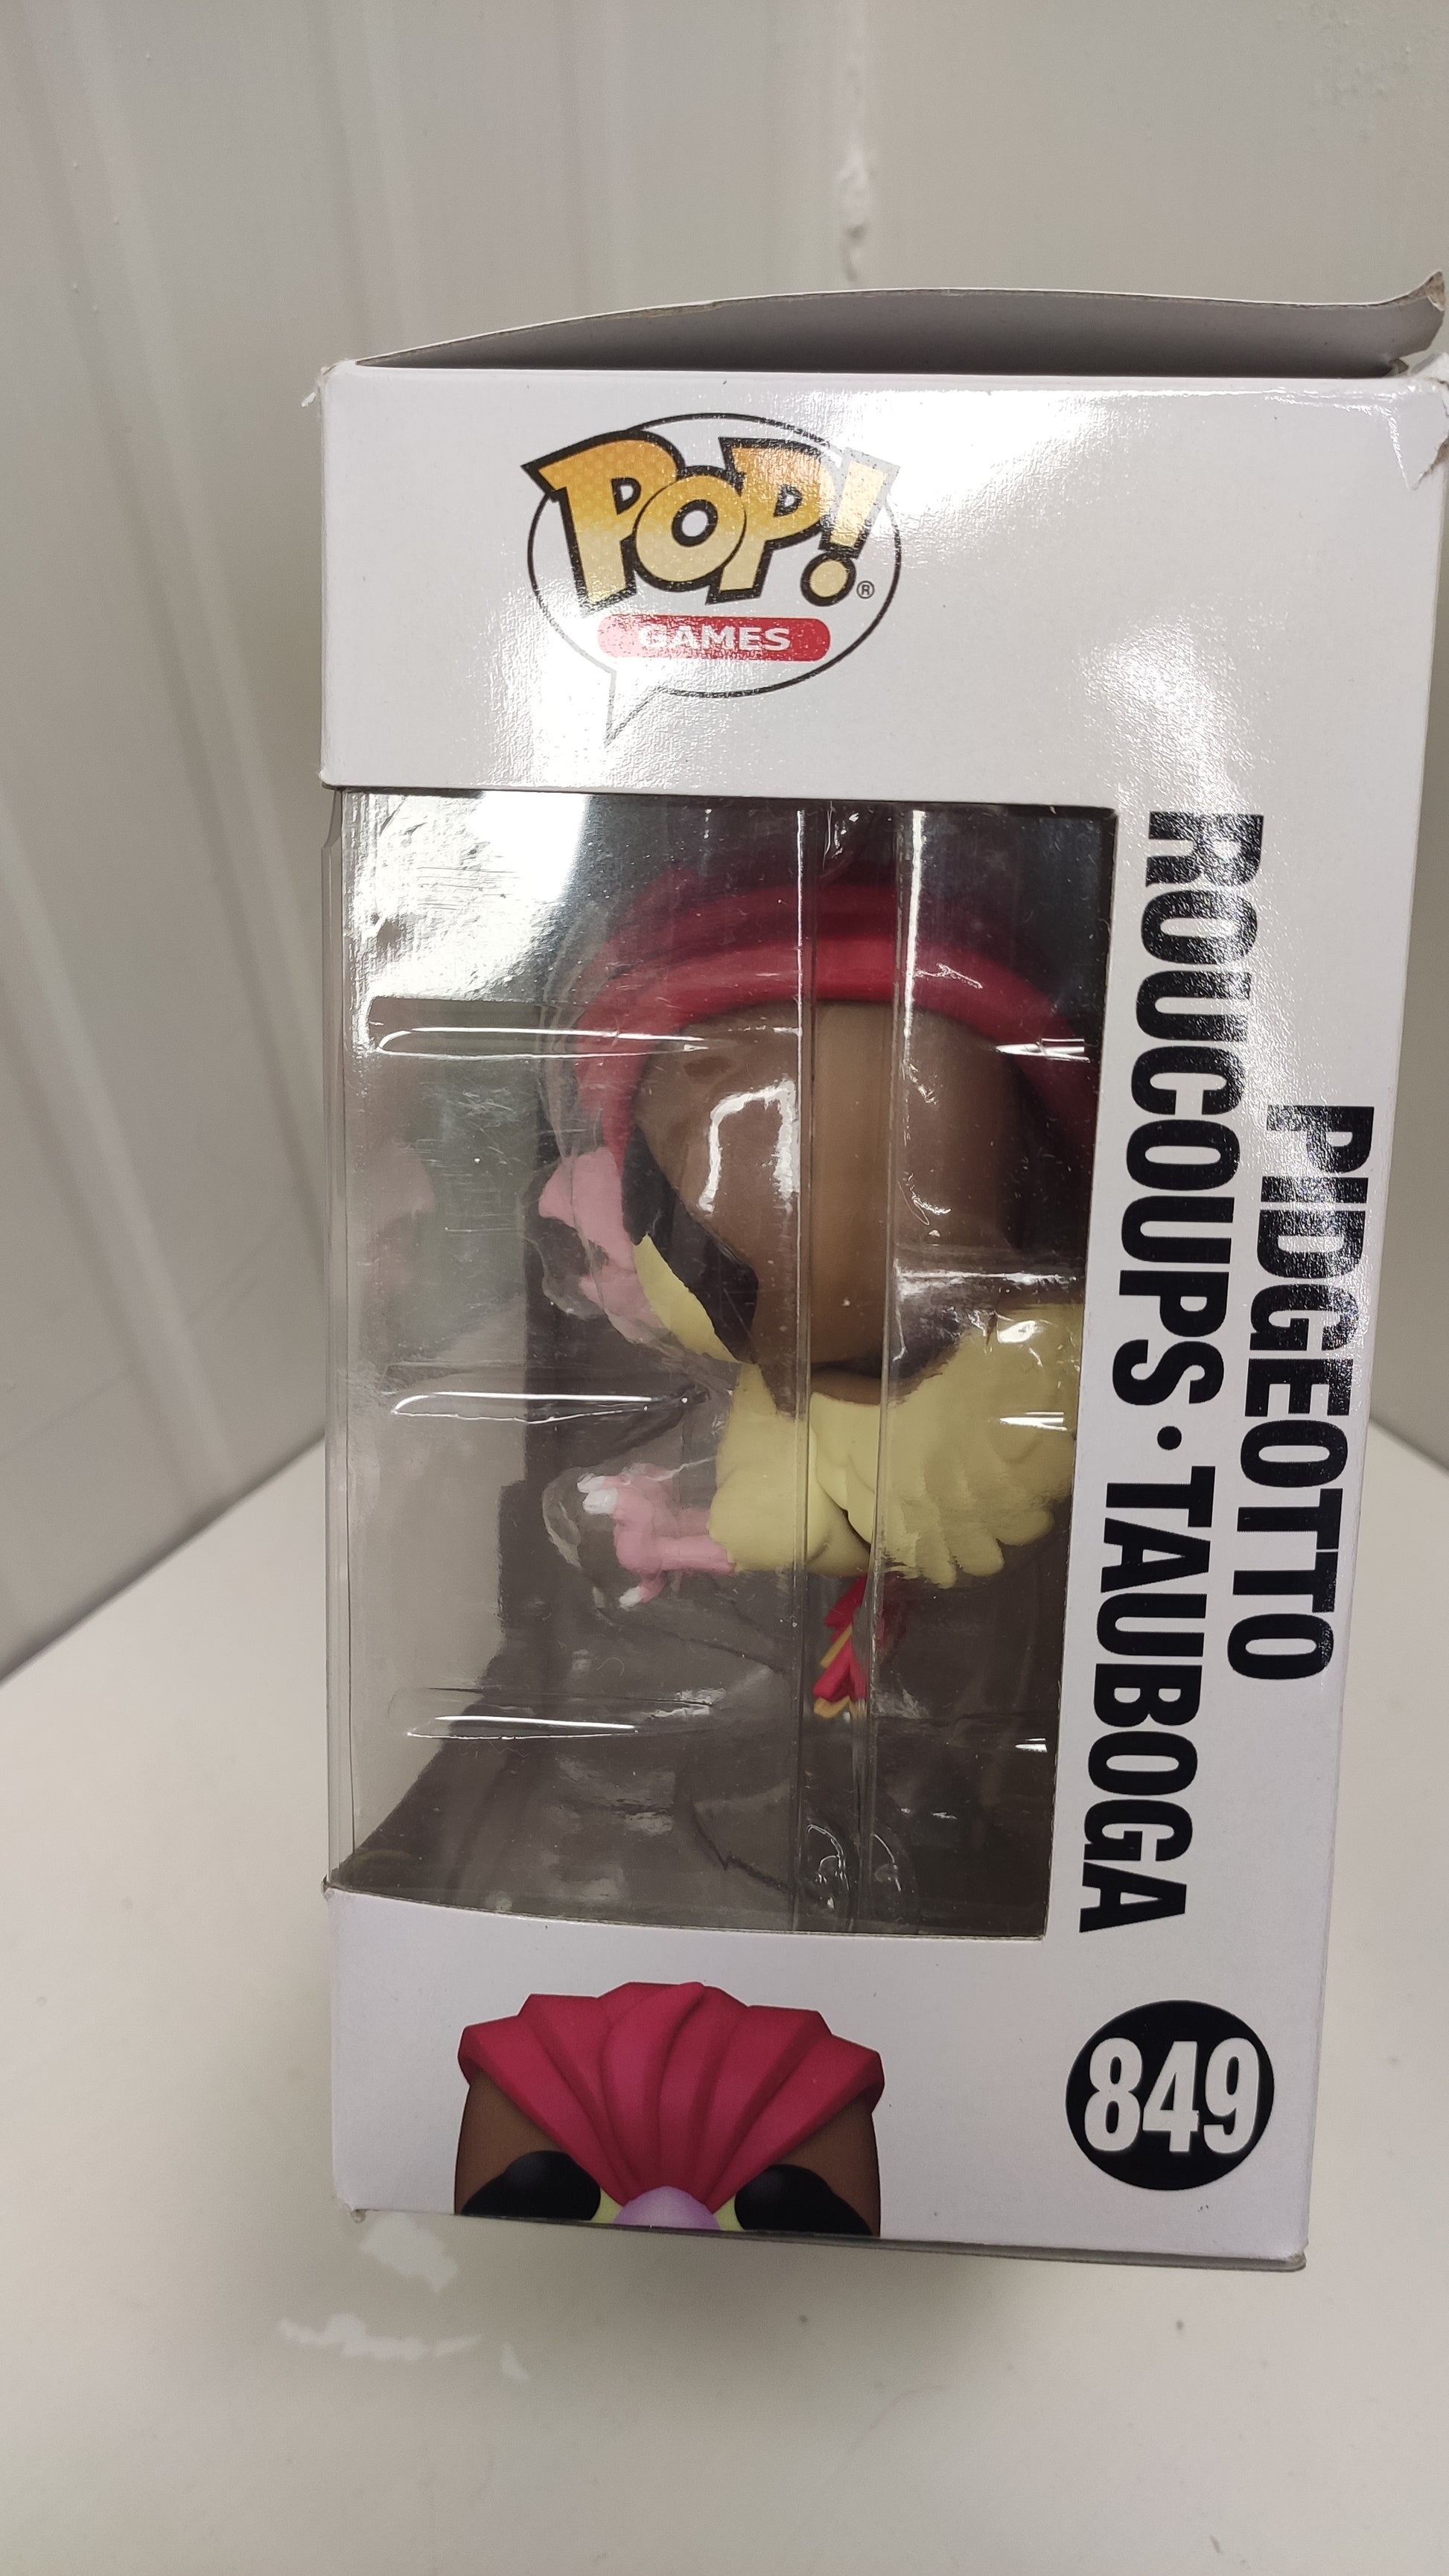 POP!®
GAMES
PIDGEOTTO
ROUCOUPS • TAUBOGA
849